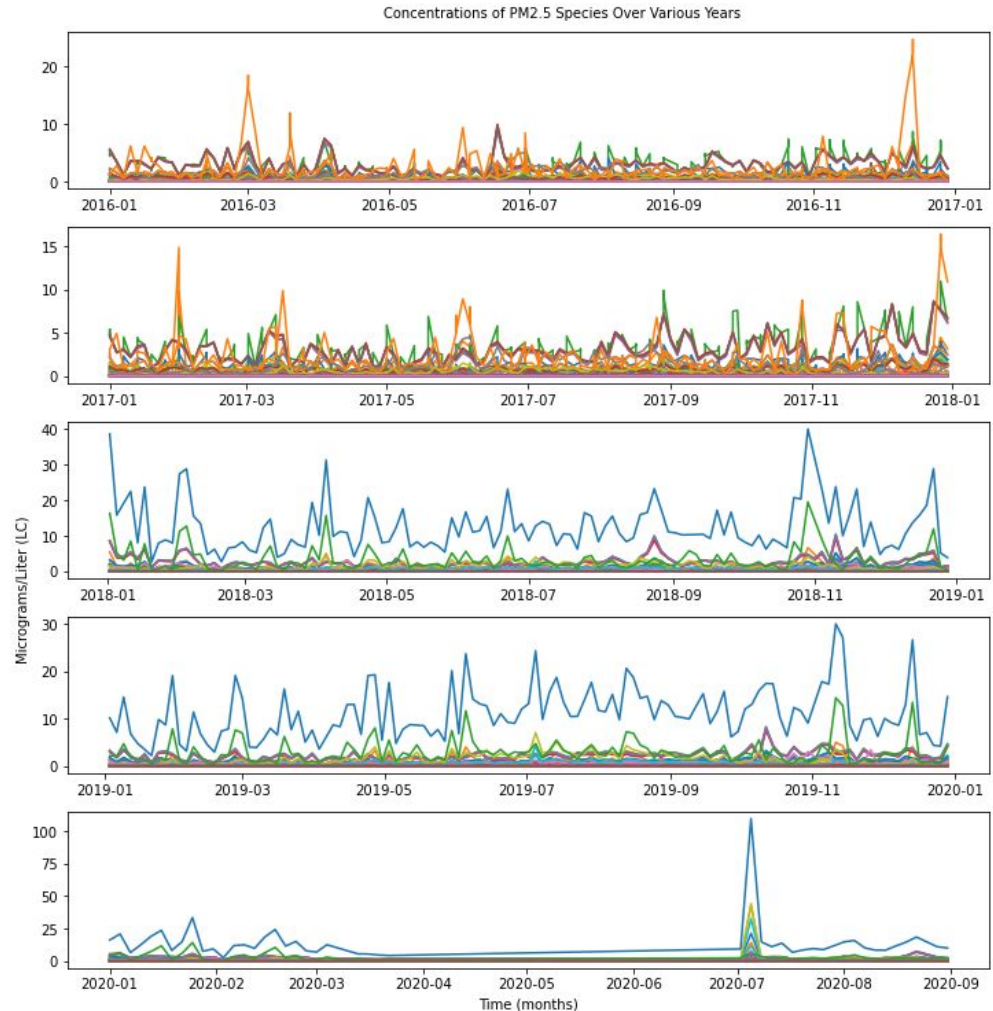 Concentrations of PM2.5 Species Over Various Years
20
10
0
2016-01 2016-03 2016-05 2016-07 2016-09 2016-11 2017-01
15
10
5
0
2017-01 2017-03 2017-05 2017-07 2017-09 2017-11 2018-01
40
30
20
10
0
2018-01 2018-03 2018-05 2018-07 2018-09 2018-11 2019-01
Micrograms/Liter (LC)
30
20
10
0
2019-01 2019-03 2019-05 2019-07 2019-09 2019-11 2020-01
100
75
50
25
0
2020-01 2020-02 2020-03 2020-04 2020-05 2020-06 2020-07 2020-08 2020-09
Time (months)